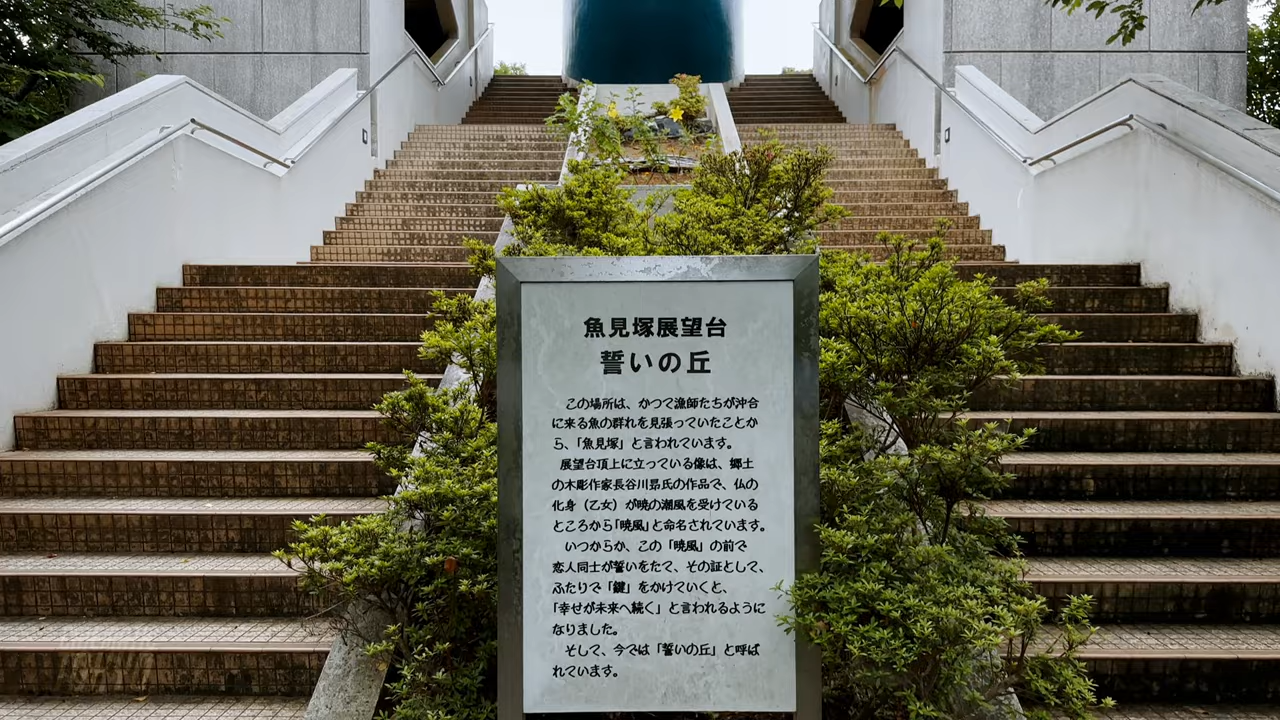 魚見塚展望台
誓いの丘
この場所は、かつて漁師たちが沖合
に来る魚の群れを見張っていたことか
ら、「魚見塚」と言われています。
展望台頂上に立っている像は、郷土
の木彫作家長谷川昂氏の作品で、仏の
化身（乙女）が暁の潮風を受けている
ところから「暁風」と命名されています。
いつからか、この「暁風」の前で
恋人同士が誓いをたて、その証として、
ふたりで「鍵」をかけていくと、
「幸せが未来へ続く」と言われるように
なりました。
そして、今では「誓いの丘」と呼ば
れています。